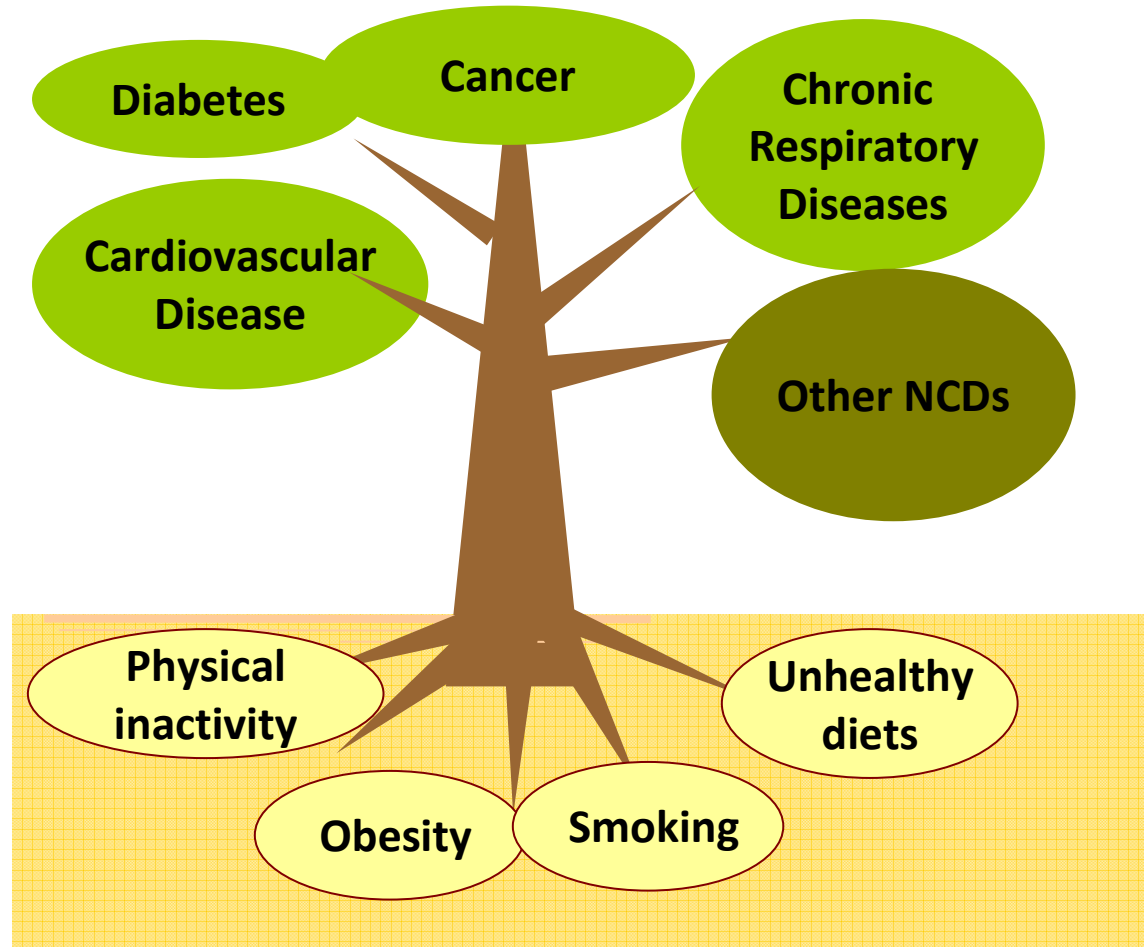 Diabetes
Cancer
Chronic
Respiratory
Diseases
Cardiovascular
Disease
Other NCDs
Physical
inactivity
Unhealthy
diets
Obesity
Smoking